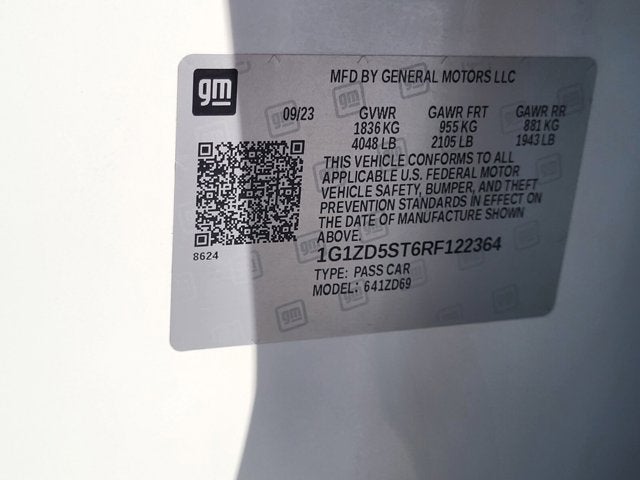 gm
MFD BY GENERAL MOTORS LLC
09/23 GVWR GAWR FRT GAWR RR
1836 KG 955 KG 881 KG
4048 LB 2105 LB 1943 LB
THIS VEHICLE CONFORMS TO ALL
APPLICABLE U.S. FEDERAL MOTOR
VEHICLE SAFETY, BUMPER, AND THEFT
PREVENTION STANDARDS IN EFFECT ON
THE DATE OF MANUFACTURE SHOWN
ABOVE.
8624
1G1ZD5ST6RF122364
TYPE: PASS CAR
MODEL: 641ZD69